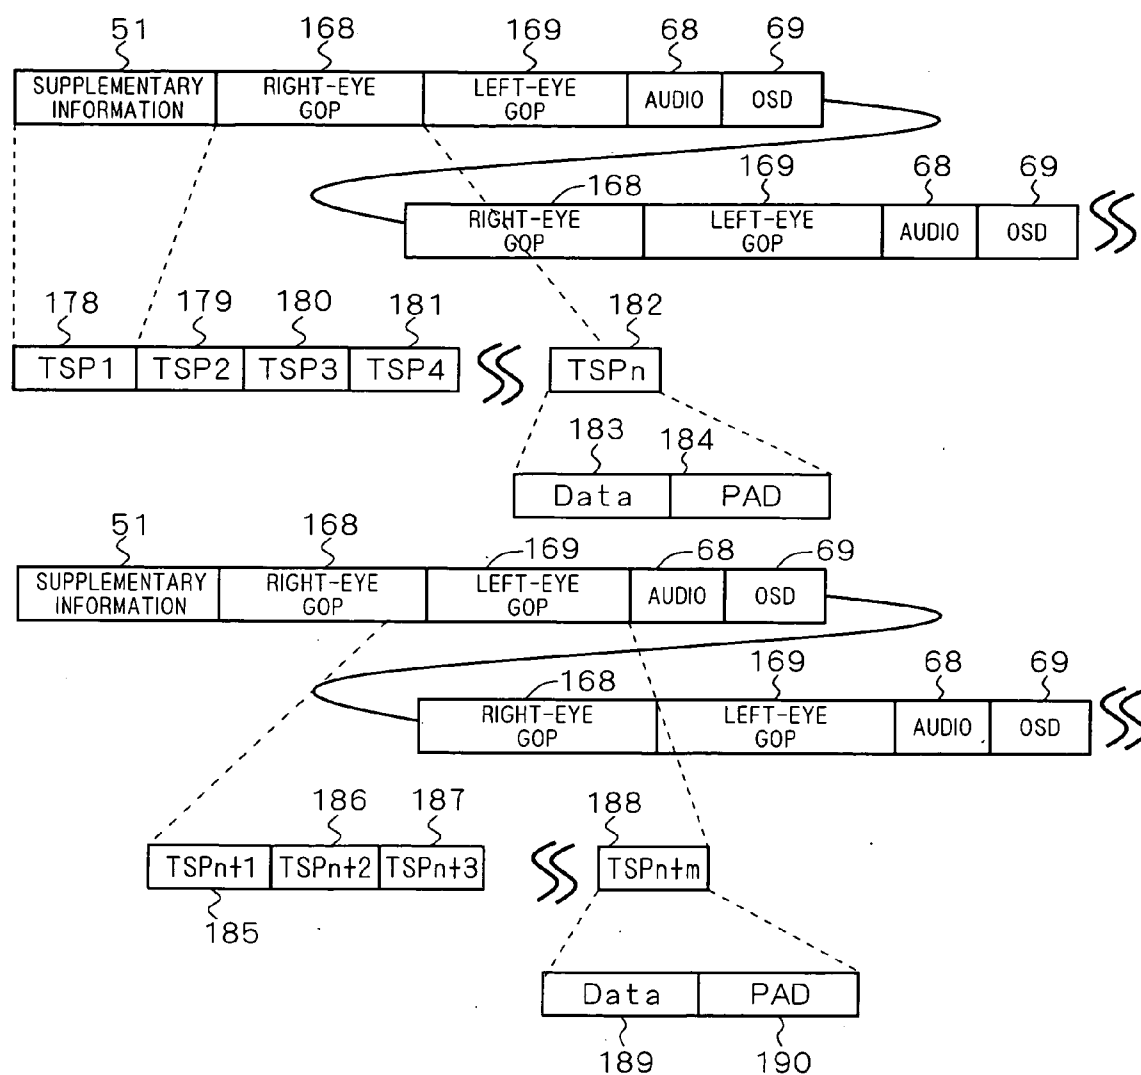 51 168 169 68 69
SUPPLEMENTARY INFORMATION RIGHT-EYE GOP LEFT-EYE GOP AUDIO OSD
168 169 68 69
RIGHT-EYE GOP LEFT-EYE GOP AUDIO OSD
178 179 180 181 182
TSP1 TSP2 TSP3 TSP4 TSPn
183 184
Data PAD
51 168 169 68 69
SUPPLEMENTARY INFORMATION RIGHT-EYE GOP LEFT-EYE GOP AUDIO OSD
168 169 68 69
RIGHT-EYE GOP LEFT-EYE GOP AUDIO OSD
186 187 188
TSPn+1 TSPn+2 TSPn+3 TSPn+m
185
Data PAD
189 190